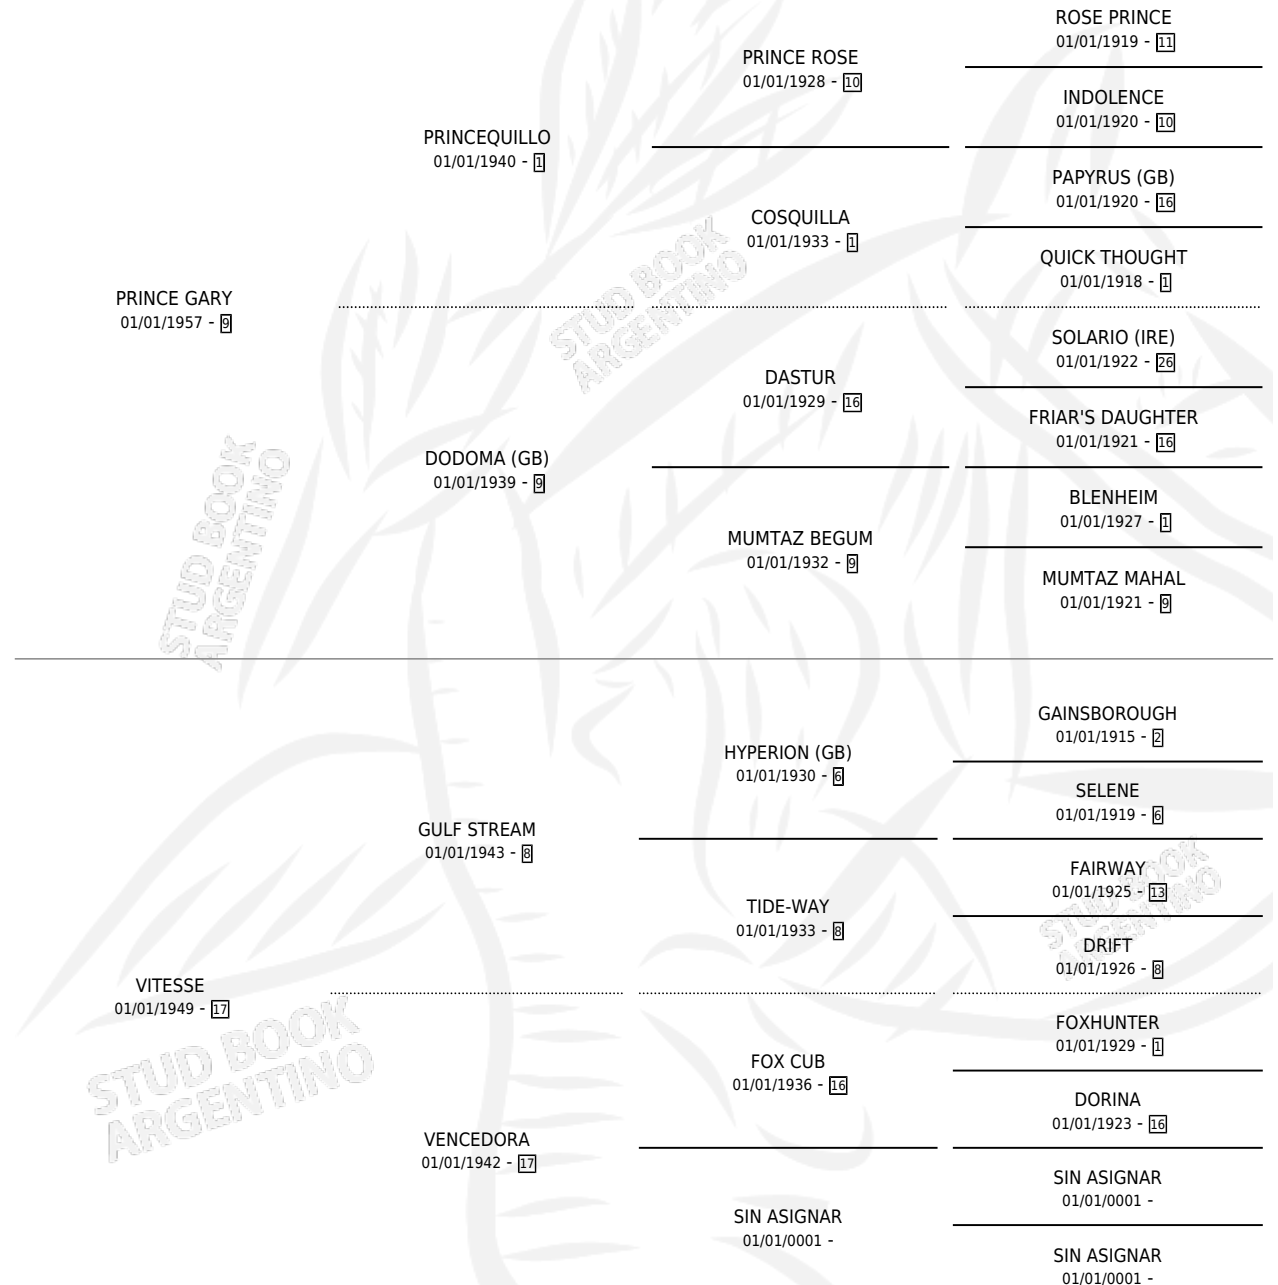 ROSE PRINCE
01/01/1919 - 11
PRINCE ROSE
01/01/1928 - 10
INDOLENCE
01/01/1920 - 10
PRINCEQUILLO
01/01/1940 - 1
PAPYRUS (GB)
01/01/1920 - 16
COSQUILLA
01/01/1933 - 1
QUICK THOUGHT
01/01/1918 - 1
PRINCE GARY
01/01/1957 - 9
SOLARIO (IRE)
01/01/1922 - 26
DASTUR
01/01/1929 - 16
FRIAR'S DAUGHTER
01/01/1921 - 16
DODOMA (GB)
01/01/1939 - 9
BLENHEIM
01/01/1927 - 1
MUMTAZ BEGUM
01/01/1932 - 9
MUMTAZ MAHAL
01/01/1921 - 9
GAINSBOROUGH
01/01/1915 - 2
HYPERION (GB)
01/01/1930 - 6
SELENE
01/01/1919 - 6
GULF STREAM
01/01/1943 - 8
FAIRWAY
01/01/1925 - 13
TIDE-WAY
01/01/1933 - 8
DRIFT
01/01/1926 - 8
VITESSE
01/01/1949 - 17
FOXHUNTER
01/01/1929 - 1
FOX CUB
01/01/1936 - 16
DORINA
01/01/1923 - 16
VENCEDORA
01/01/1942 - 17
SIN ASIGNAR
01/01/0001 -
SIN ASIGNAR
01/01/0001 -
SIN ASIGNAR
01/01/0001 -
STUD BOOK
ARGENTINO
STUD BOOK
ARGENTINO
STUD BOOK
ARGENTINO
STUD BOOK
ARGENTINO